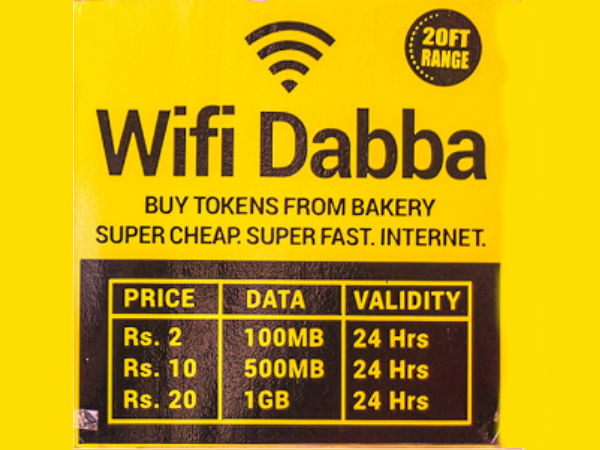 20FT
RANGE
Wifi Dabba
BUY TOKENS FROM BAKERY
SUPER CHEAP. SUPER FAST. INTERNET.
PRICE DATA VALIDITY
Rs. 2 100MB 24 Hrs
Rs. 10 500MB 24 Hrs
Rs. 20 1GB 24 Hrs